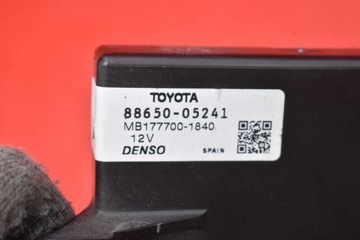 TOYOTA
88650-05241
MB177700-1840
12V
DENSO SPAIN